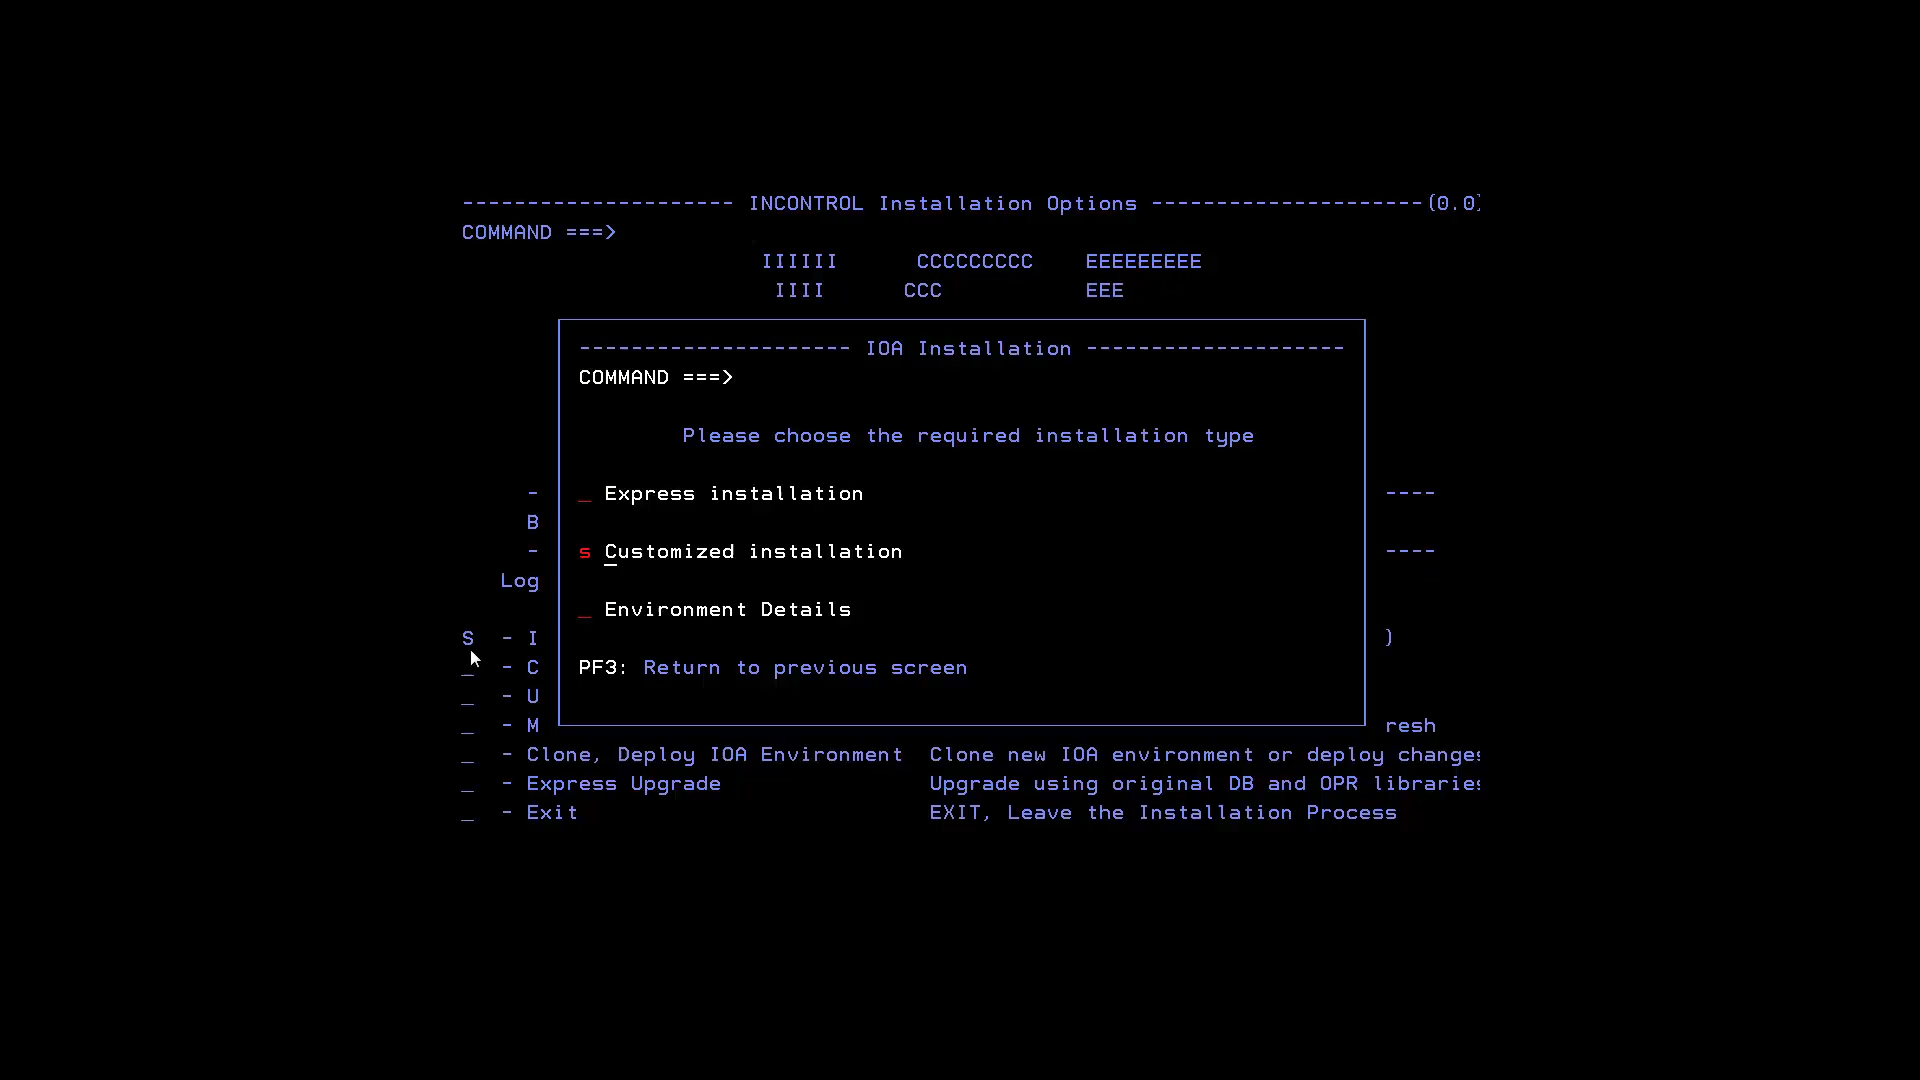 --------------------- INCONTROL Installation Options ---------------------(0.0)
COMMAND ===>
IIIIII CCCCCCCCC EEEEEEEEE
IIII CCC EEE
--------------------- IOA Installation --------------------
COMMAND ===>
Please choose the required installation type
- _ Express installation ----
B
- s Customized installation ----
Log
_ Environment Details
S - I )
_ - C PF3: Return to previous screen
_ - U
_ - M resh
_ - Clone, Deploy IOA Environment Clone new IOA environment or deploy changes
_ - Express Upgrade Upgrade using original DB and OPR libraries
_ - Exit EXIT, Leave the Installation Process